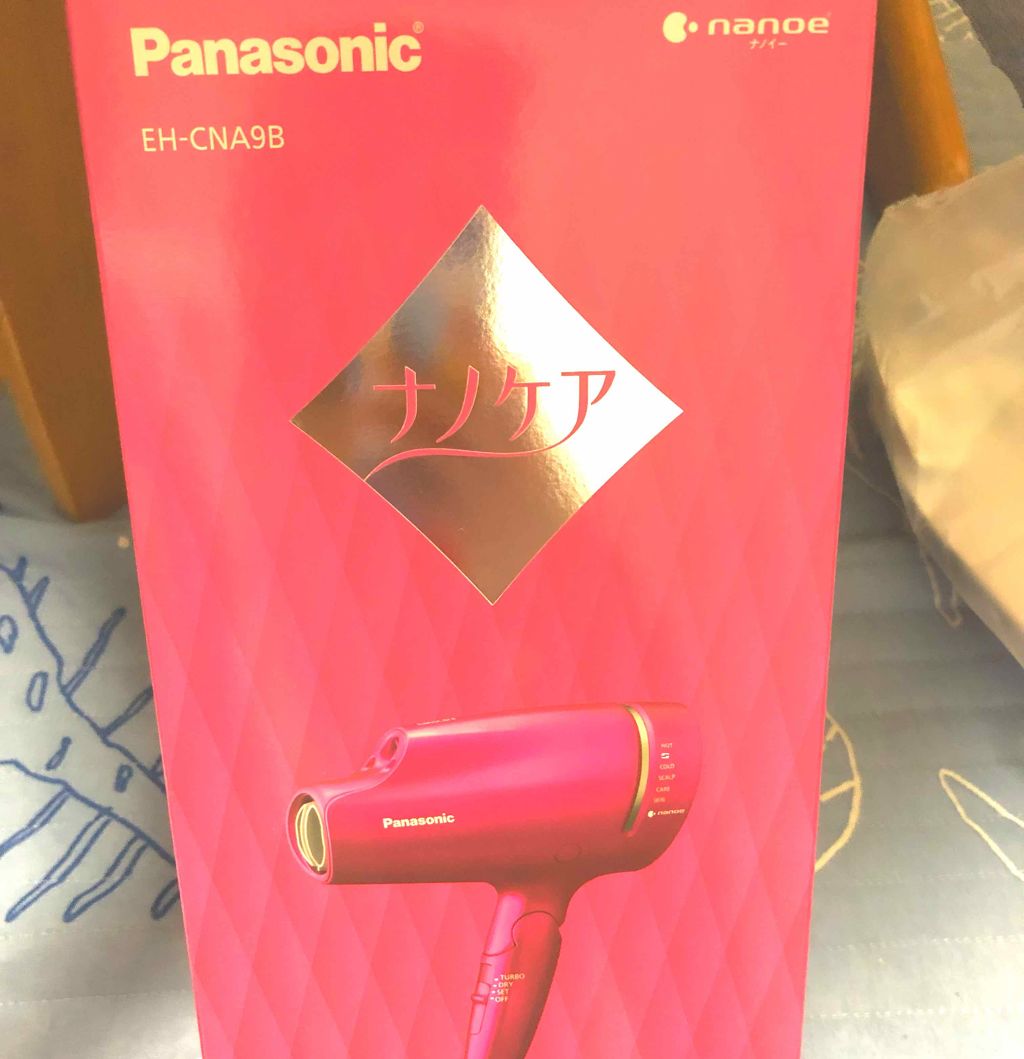 Panasonic®
nanoe
ナノイー
EH-CNA9B
ナノケア
HOT
COLD
SCALP
CARE
SKIN
nanoe
Panasonic
TURBO
DRY
SET
OFF